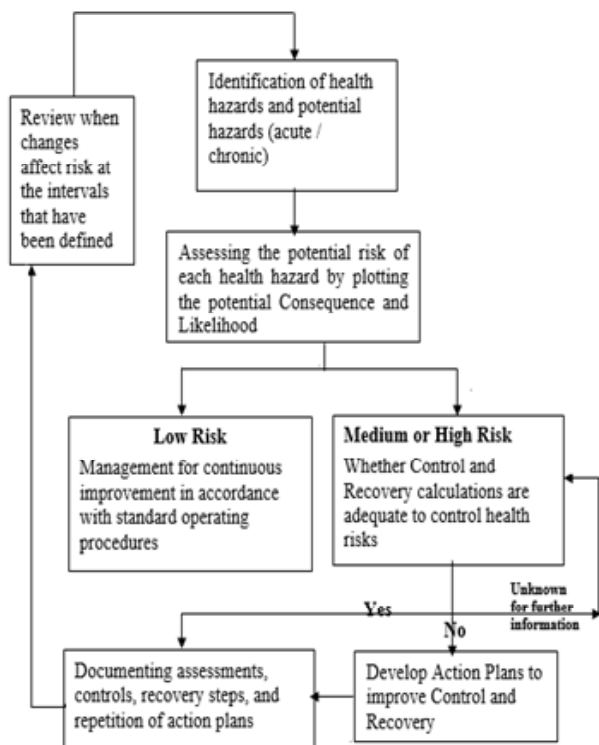 Identification of health
hazards and potential
hazards (acute /
chronic)
Review when
changes
affect risk at
the intervals
that have
been defined
Assessing the potential risk of
each health hazard by plotting
the potential Consequence and
Likelihood
Low Risk
Management for continuous
improvement in accordance
with standard operating
procedures
Medium or High Risk
Whether Control and
Recovery calculations are
adequate to control health
risks
Yes
No
Unknown
for further
information
Documenting assessments,
controls, recovery steps, and
repetition of action plans
Develop Action Plans to
improve Control and
Recovery